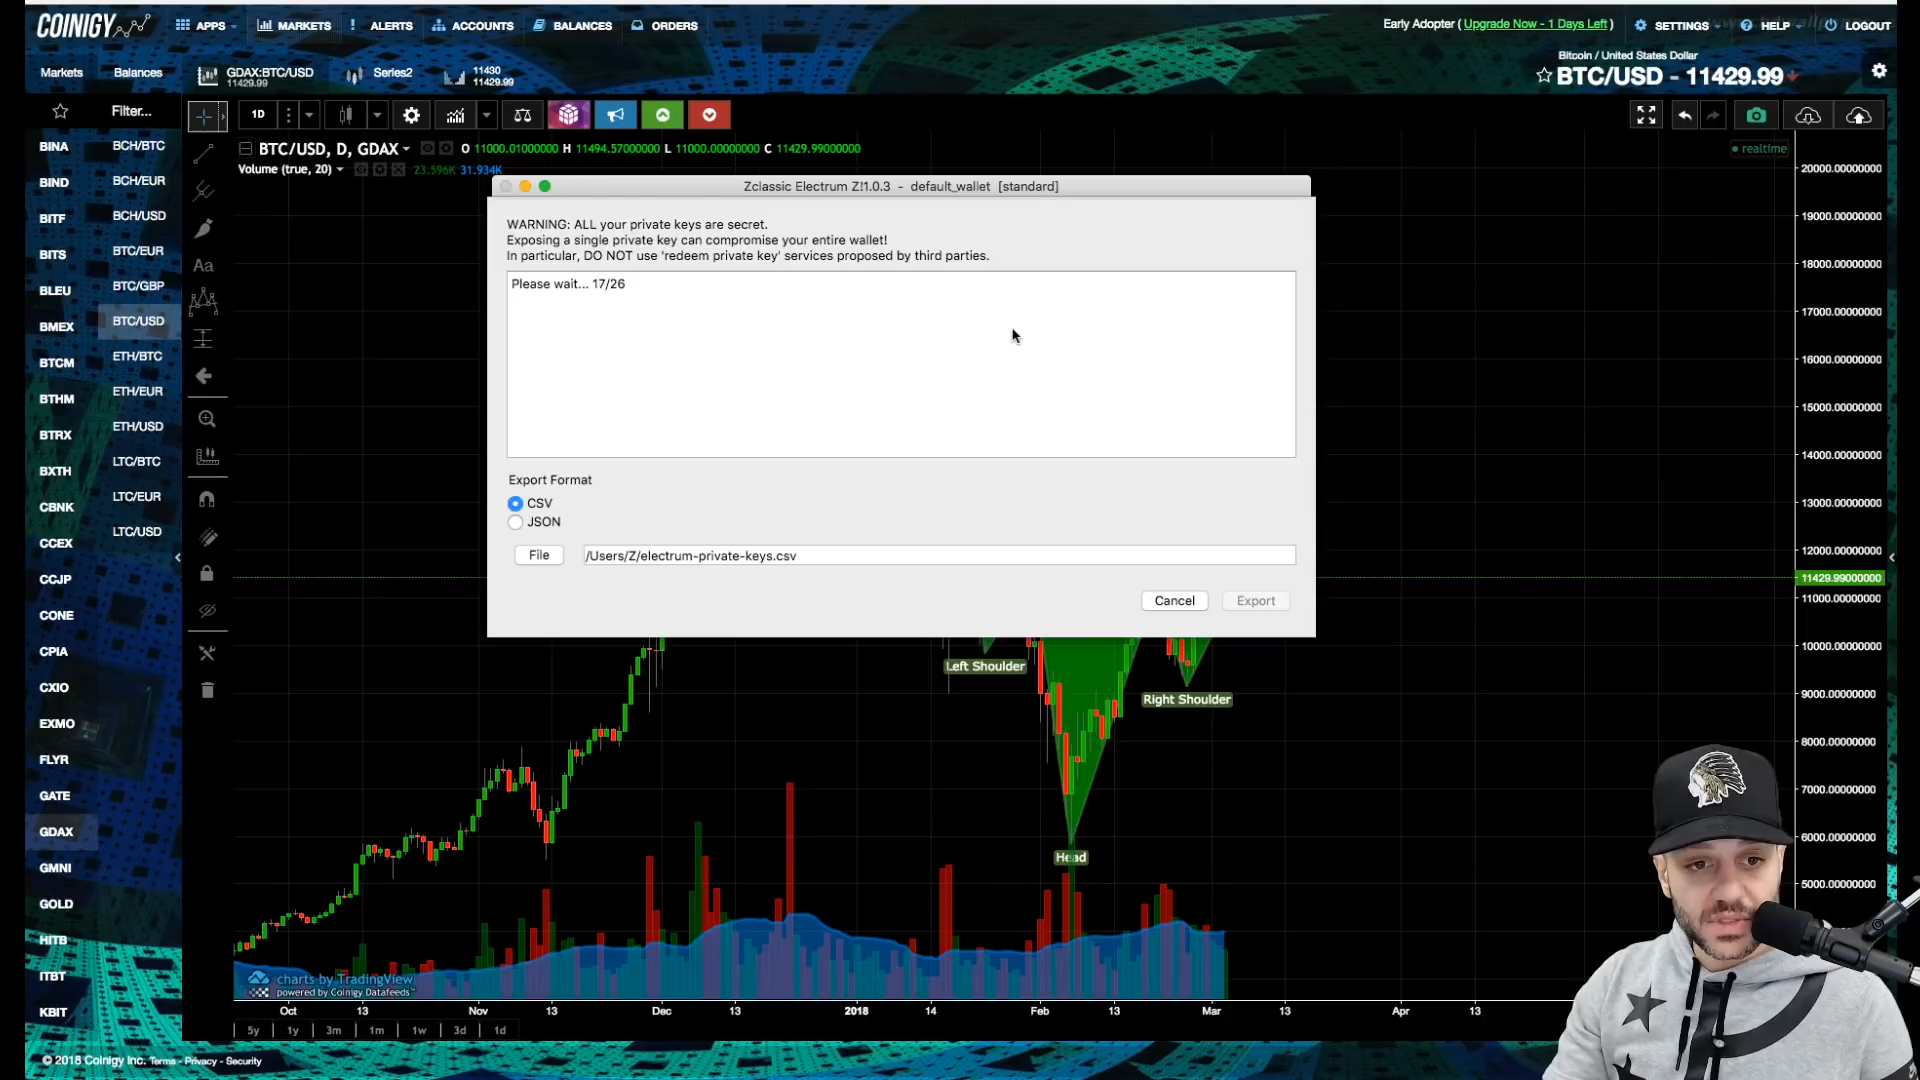 COINIGY
APPS
MARKETS
ALERTS
ACCOUNTS
BALANCES
ORDERS
Early Adopter ( Upgrade Now - 1 Days Left )
SETTINGS
HELP
LOGOUT
Bitcoin / United States Dollar
BTC/USD - 11429.99
Markets
Balances
GDAX:BTC/USD
11429.99
Series2
11430
11429.99
Filter...
1D
BTC/USD, D, GDAX
O 11000.01000000 H 11494.57000000 L 11000.00000000 C 11429.99000000
Volume (true, 20)
23.596K 31.934K
realtime
BINA
BIND
BITF
BITS
BLEU
BMEX
BTCM
BTHM
BTRX
BXTH
CBNK
CCEX
CCJP
CONE
CPIA
CXIO
EXMO
FLYR
GATE
GDAX
GMNI
GOLD
HITB
ITBT
KBIT
BCH/BTC
BCH/EUR
BCH/USD
BTC/EUR
BTC/GBP
BTC/USD
ETH/BTC
ETH/EUR
ETH/USD
LTC/BTC
LTC/EUR
LTC/USD
Aa
Zclassic Electrum Z!1.0.3 - default_wallet [standard]
WARNING: ALL your private keys are secret.
Exposing a single private key can compromise your entire wallet!
In particular, DO NOT use 'redeem private key' services proposed by third parties.
Please wait... 17/26
Export Format
CSV
JSON
File
/Users/Z/electrum-private-keys.csv
Cancel
Export
Left Shoulder
Right Shoulder
Head
20000.00000000
19000.00000000
18000.00000000
17000.00000000
16000.00000000
15000.00000000
14000.00000000
13000.00000000
12000.00000000
11429.99000000
11000.00000000
10000.00000000
9000.00000000
8000.00000000
7000.00000000
6000.00000000
5000.00000000
charts by TradingView
powered by Coinigy Datafeeds
Oct
13
Nov
13
Dec
13
2018
14
Feb
13
Mar
13
Apr
13
5y
1y
3m
1m
1w
3d
1d
© 2018 Coinigy Inc. Terms - Privacy - Security